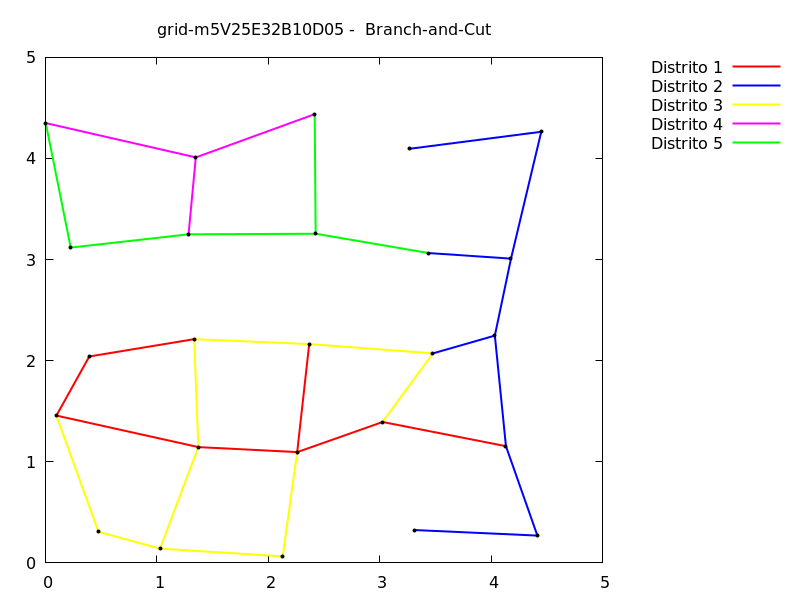 grid-m5V25E32B10D05 -  Branch-and-Cut
Distrito 1
Distrito 2
Distrito 3
Distrito 4
Distrito 5
5
4
3
2
1
0
0 1 2 3 4 5